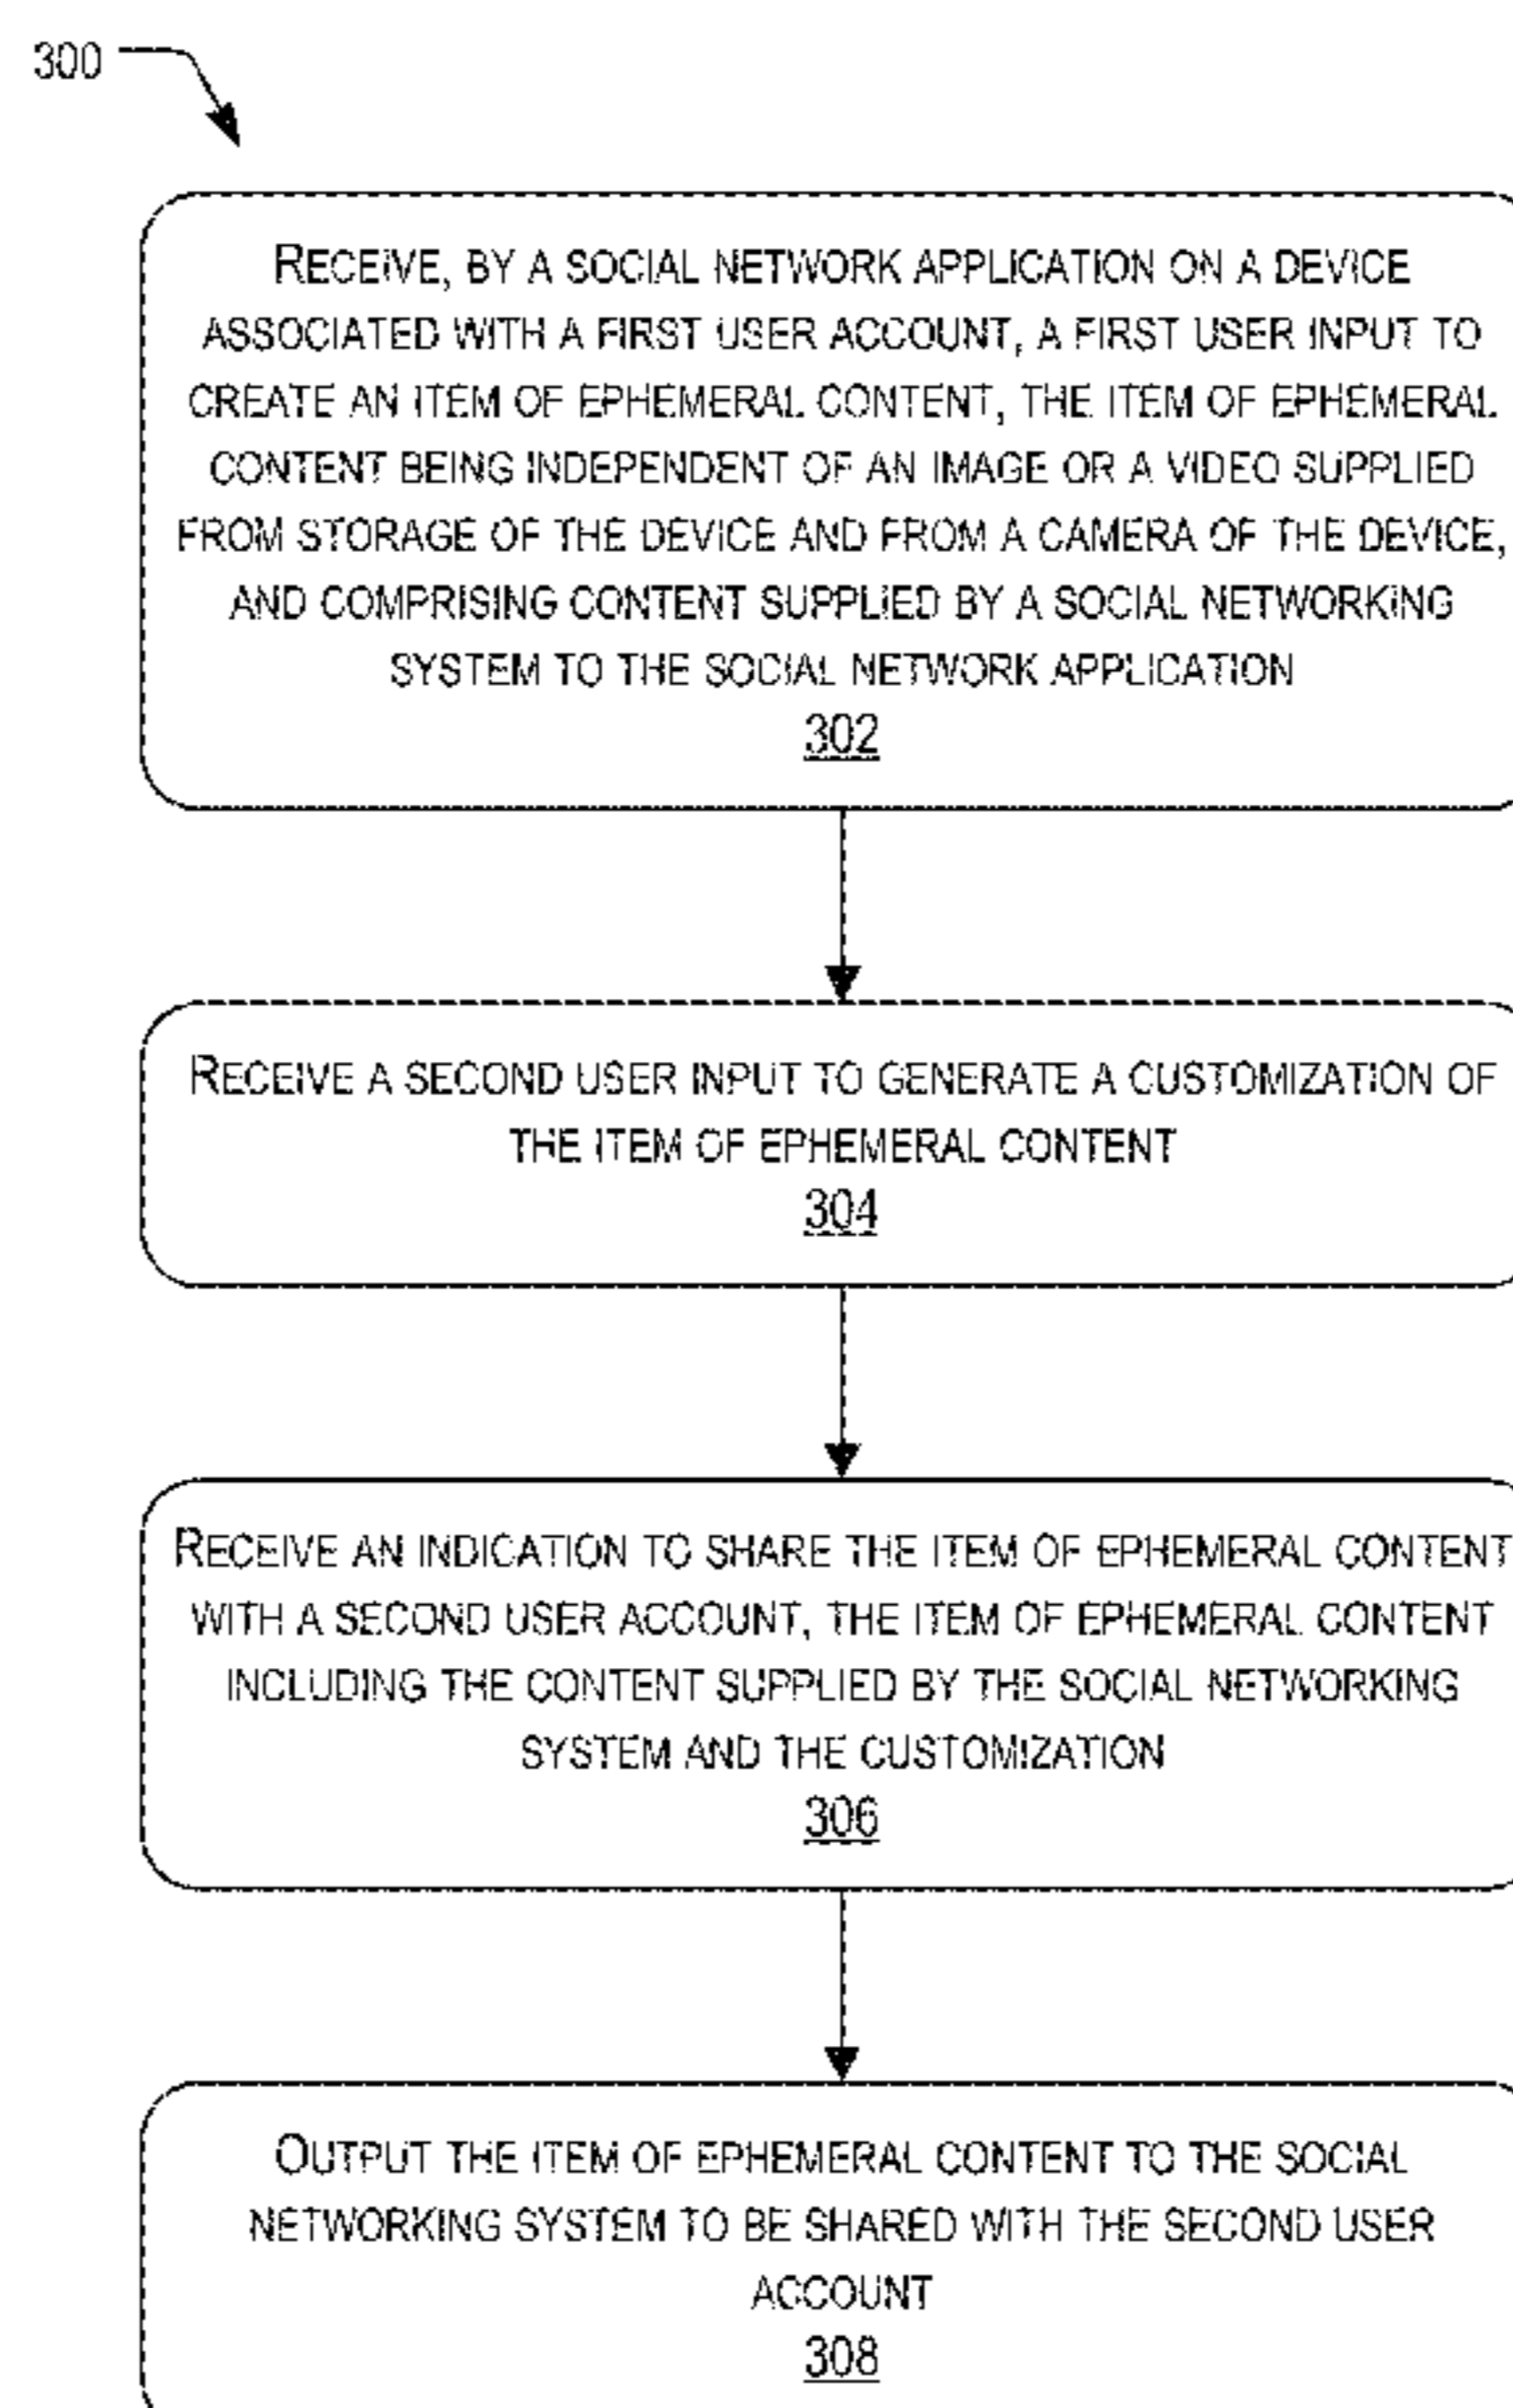 300
RECEIVE, BY A SOCIAL NETWORK APPLICATION ON A DEVICE
ASSOCIATED WITH A FIRST USER ACCOUNT, A FIRST USER INPUT TO
CREATE AN ITEM OF EPHEMERAL CONTENT, THE ITEM OF EPHEMERAL
CONTENT BEING INDEPENDENT OF AN IMAGE OR A VIDEO SUPPLIED
FROM STORAGE OF THE DEVICE AND FROM A CAMERA OF THE DEVICE,
AND COMPRISING CONTENT SUPPLIED BY A SOCIAL NETWORKING
SYSTEM TO THE SOCIAL NETWORK APPLICATION
302
RECEIVE A SECOND USER INPUT TO GENERATE A CUSTOMIZATION OF
THE ITEM OF EPHEMERAL CONTENT
304
RECEIVE AN INDICATION TO SHARE THE ITEM OF EPHEMERAL CONTENT
WITH A SECOND USER ACCOUNT, THE ITEM OF EPHEMERAL CONTENT
INCLUDING THE CONTENT SUPPLIED BY THE SOCIAL NETWORKING
SYSTEM AND THE CUSTOMIZATION
306
OUTPUT THE ITEM OF EPHEMERAL CONTENT TO THE SOCIAL
NETWORKING SYSTEM TO BE SHARED WITH THE SECOND USER
ACCOUNT
308